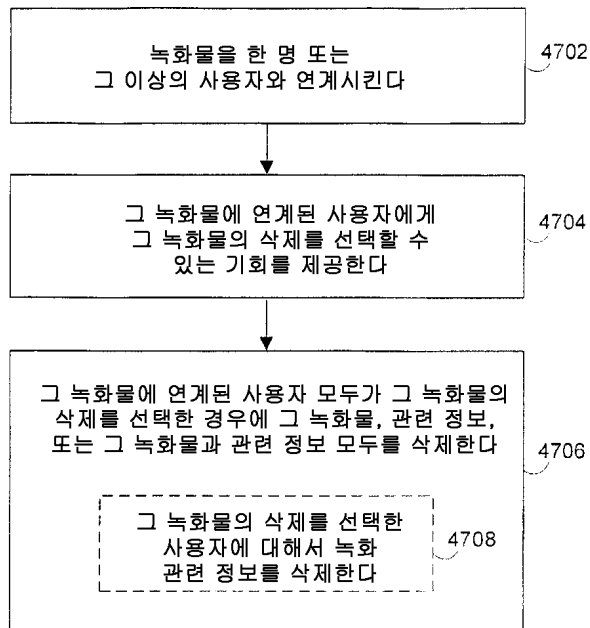 녹화물을 한 명 또는
그 이상의 사용자와 연계시킨다
4702
그 녹화물에 연계된 사용자에게
그 녹화물의 삭제를 선택할 수
있는 기회를 제공한다
4704
그 녹화물에 연계된 사용자 모두가 그 녹화물의
삭제를 선택한 경우에 그 녹화물, 관련 정보,
또는 그 녹화물과 관련 정보 모두를 삭제한다
4706
그 녹화물의 삭제를 선택한
사용자에 대해서 녹화
관련 정보를 삭제한다
4708